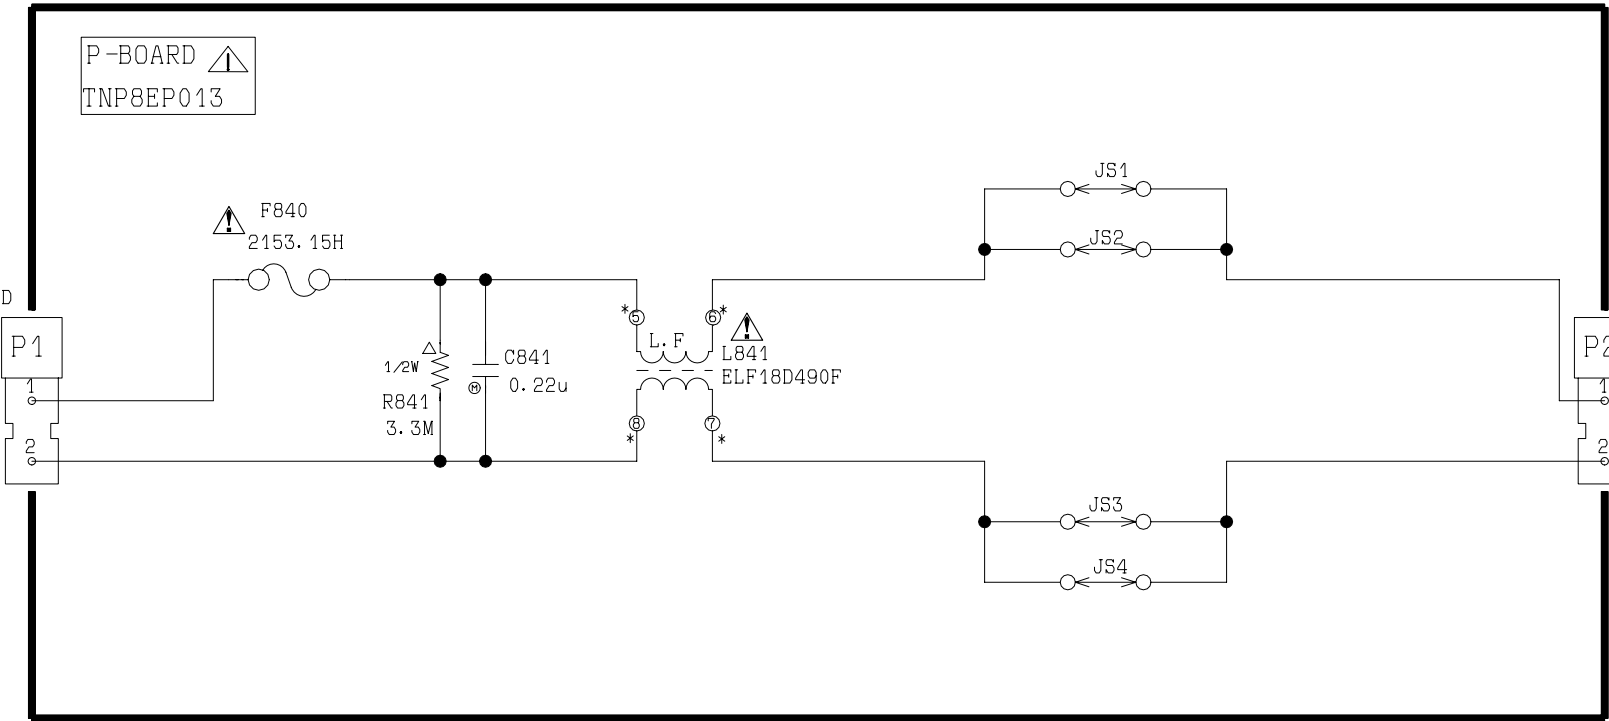 P-BOARD
TNP8EP013
JS1
F840
2153.15H
JS2
D
P1
P2
* 5
6 *
L.F
L841
ELF18D490F
1/2W
C841
0.22u
M
R841
3.3M
1
1
8
7
*
*
2
2
JS3
JS4